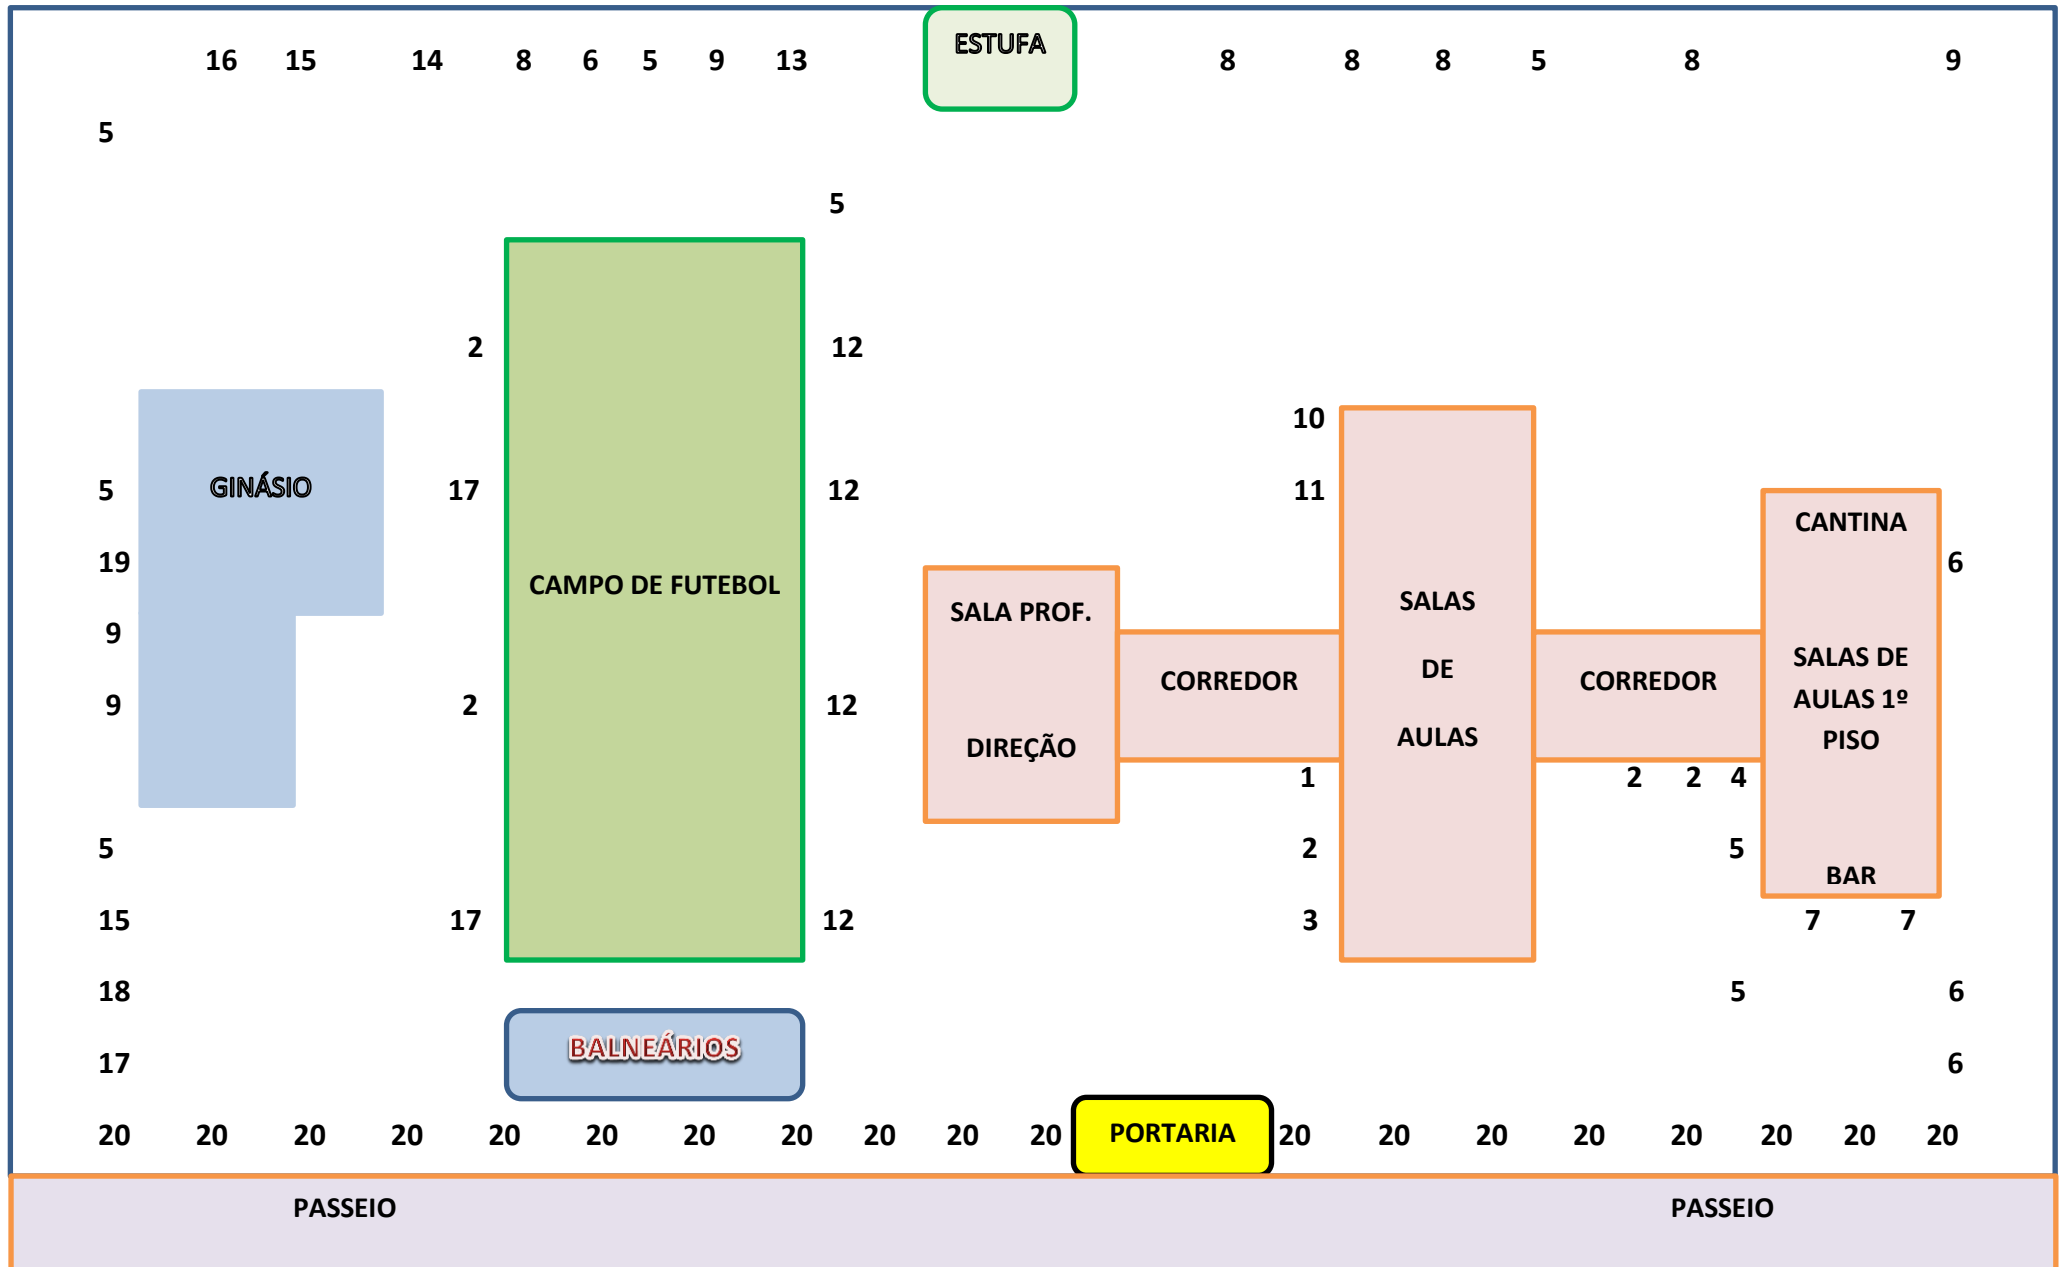 ESTUFA
16 15 14 8 6 5 9 13 8 8 8 5 8 9
5
5
2 12
10
5 GINÁSIO 17 12 11
CANTINA
19 6
CAMPO DE FUTEBOL
SALA PROF. SALAS
9
SALAS DE
CORREDOR DE CORREDOR
9 2 12 AULAS 1º
DIREÇÃO AULAS PISO
1 2 2 4
5 2 5
BAR
15 17 12 3 7 7
18 5 6
BALNEÁRIOS
17 6
20 20 20 20 20 20 20 20 20 20 20 PORTARIA 20 20 20 20 20 20 20 20
PASSEIO PASSEIO